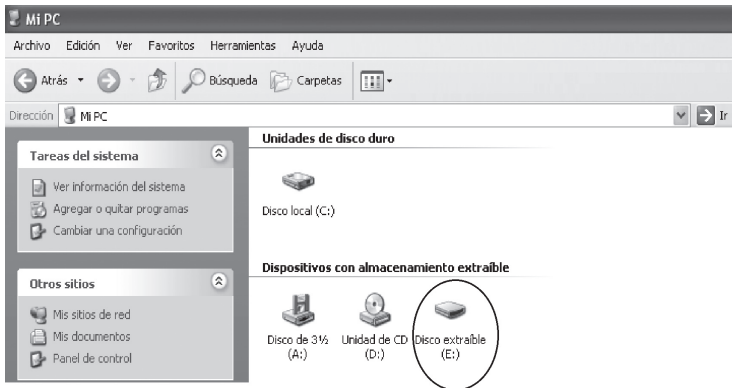 Mi PC
Archivo Edición Ver Favoritos Herramientas Ayuda
Atrás Búsqueda Carpetas
Dirección Mi PC Ir
Tareas del sistema
Ver información del sistema
Agregar o quitar programas
Cambiar una configuración
Otros sitios
Mis sitios de red
Mis documentos
Panel de control
Unidades de disco duro
Disco local (C:)
Dispositivos con almacenamiento extraíble
Disco de 3½ (A:)
Unidad de CD (D:)
Disco extraíble (E:)